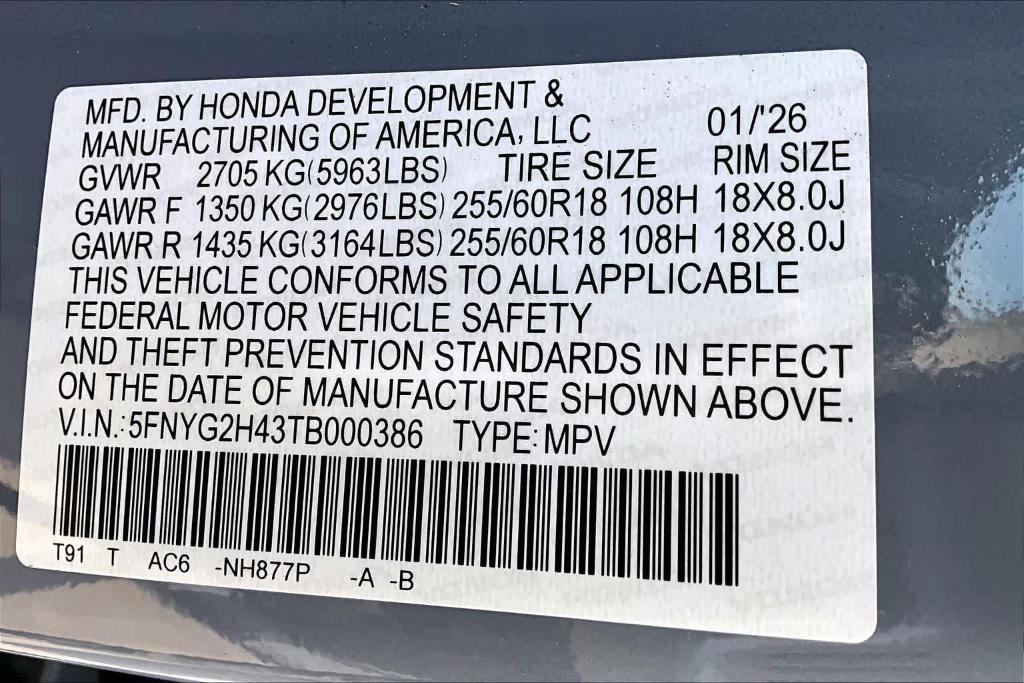 MFD. BY HONDA DEVELOPMENT &
MANUFACTURING OF AMERICA, LLC 01/'26
GVWR 2705 KG(5963LBS) TIRE SIZE RIM SIZE
GAWR F 1350 KG(2976LBS) 255/60R18 108H 18X8.0J
GAWR R 1435 KG(3164LBS) 255/60R18 108H 18X8.0J
THIS VEHICLE CONFORMS TO ALL APPLICABLE
FEDERAL MOTOR VEHICLE SAFETY
AND THEFT PREVENTION STANDARDS IN EFFECT
ON THE DATE OF MANUFACTURE SHOWN ABOVE.
V.I.N.: 5FNYG2H43TB000386 TYPE: MPV
T91 T AC6 -NH877P -A -B